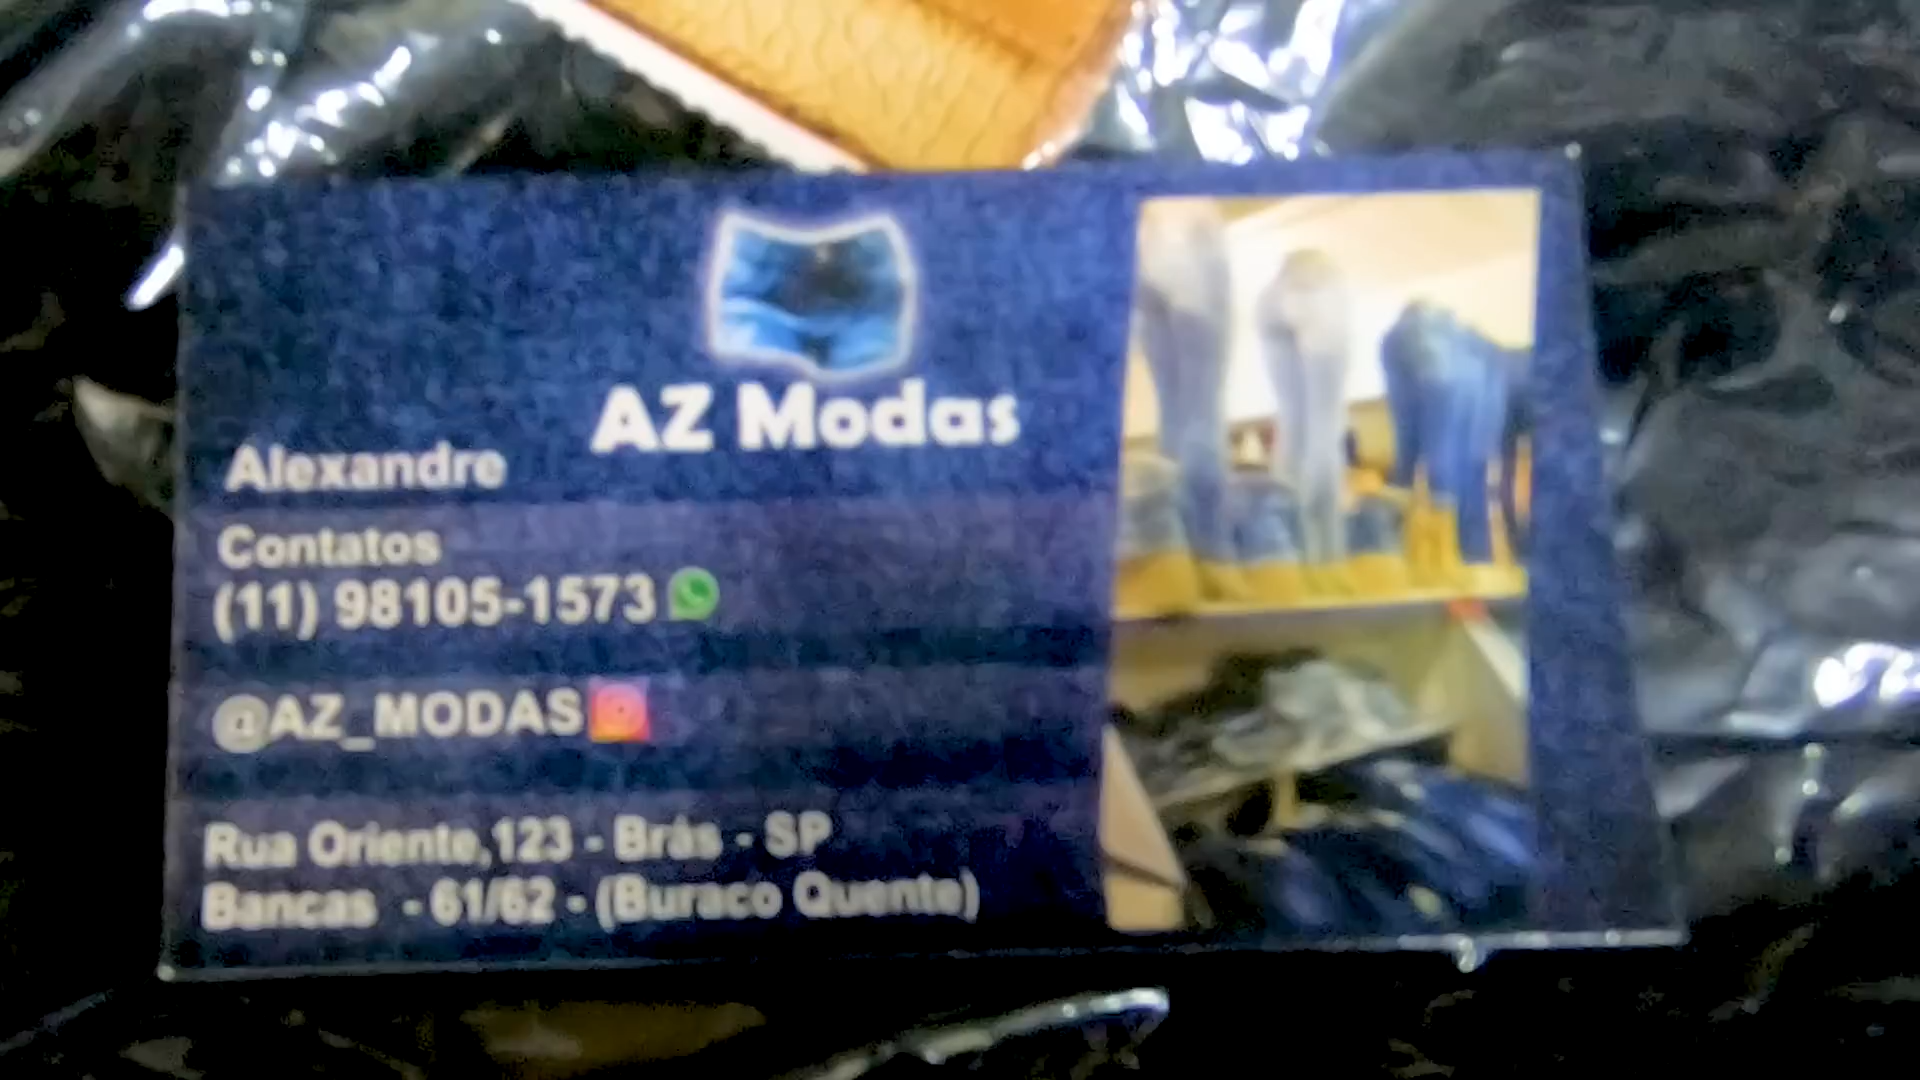 AZ Modas
Alexandre
Contatos
(11) 98105-1573
@AZ_MODAS
Rua Oriente,123 - Brás - SP
Bancas - 61/62 - (Buraco Quente)